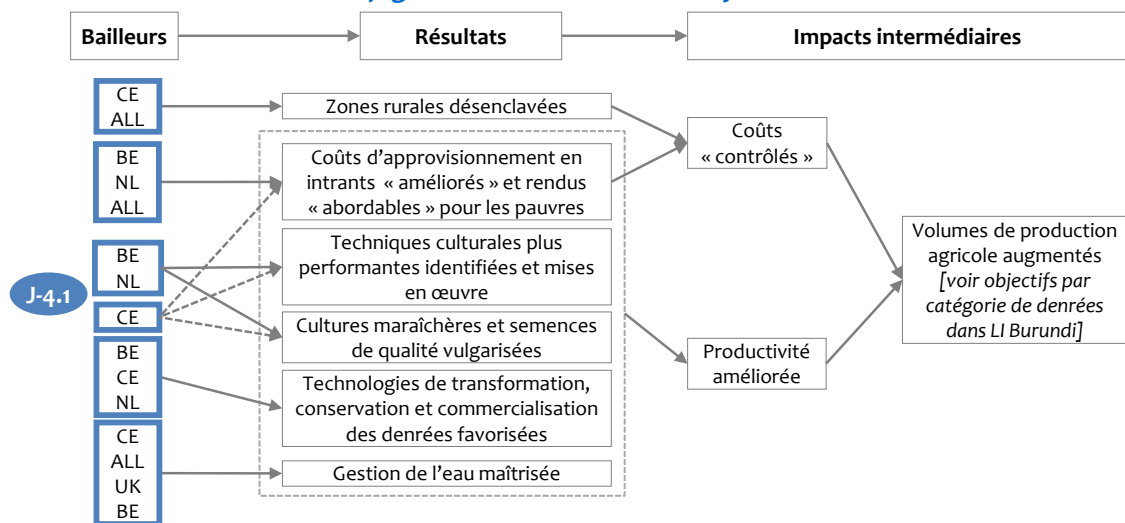 Bailleurs
Résultats
Impacts intermédiaires
CE
ALL
Zones rurales désenclavées
Coûts
« contrôlés »
BE
NL
ALL
Coûts d'approvisionnement en
intrants « améliorés » et rendus
« abordables » pour les pauvres
BE
NL
Techniques culturales plus
performantes identifiées et mises
en œuvre
Volumes de production
agricole augmentés
[voir objectifs par
catégorie de denrées
dans LI Burundi]
J-4.1
CE
Cultures maraîchères et semences
de qualité vulgarisées
Productivité
améliorée
BE
CE
NL
Technologies de transformation,
conservation et commercialisation
des denrées favorisées
CE
ALL
UK
BE
Gestion de l'eau maîtrisée